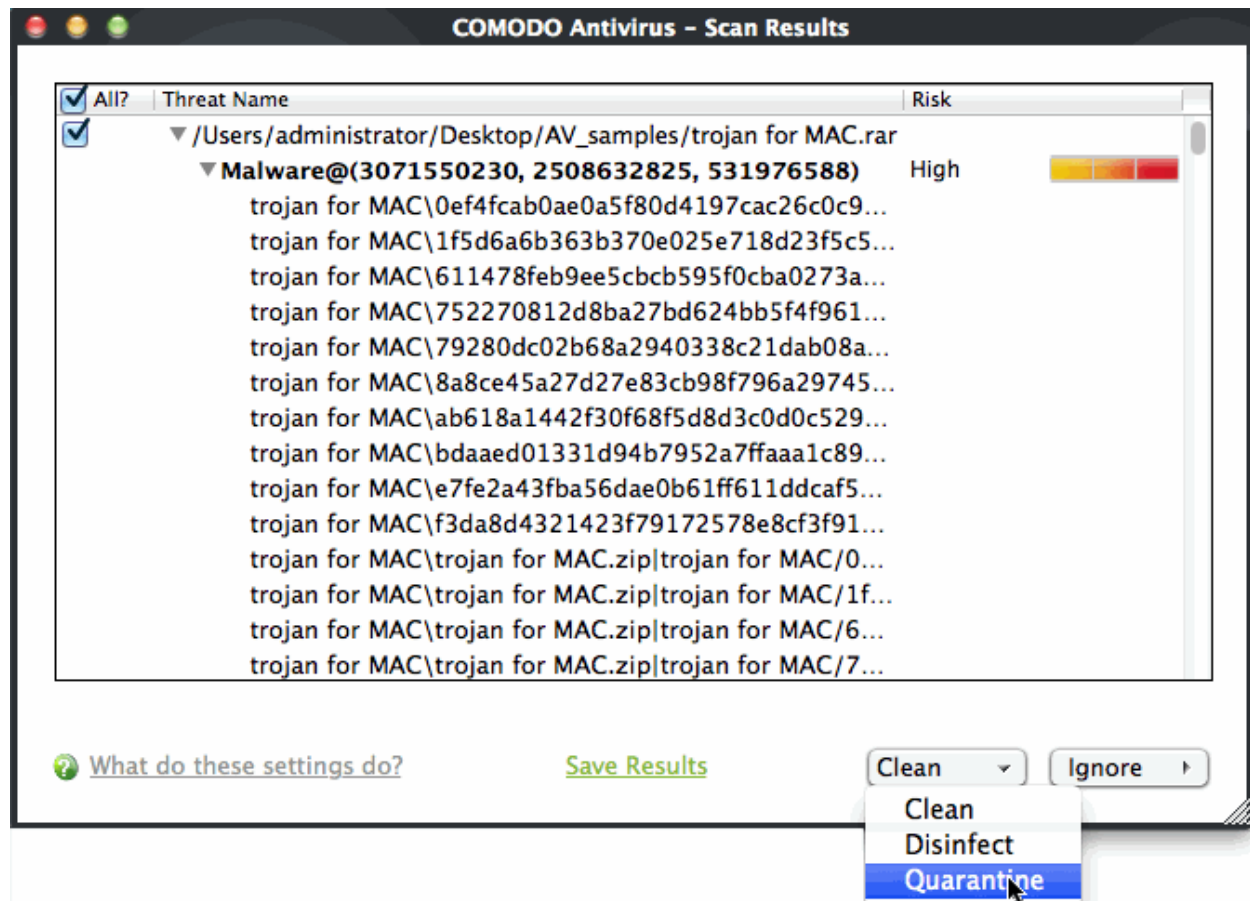 COMODO Antivirus – Scan Results
All? Threat Name Risk
/Users/administrator/Desktop/AV_samples/trojan for MAC.rar
Malware@(3071550230, 2508632825, 531976588) High
trojan for MAC\0ef4fcab0ae0a5f80d4197cac26c0c9...
trojan for MAC\1f5d6a6b363b370e025e718d23f5c5...
trojan for MAC\611478feb9ee5cbcb595f0cba0273a...
trojan for MAC\752270812d8ba27bd624bb5f4f961...
trojan for MAC\79280dc02b68a2940338c21dab08a...
trojan for MAC\8a8ce45a27d27e83cb98f796a29745...
trojan for MAC\ab618a1442f30f68f5d8d3c0d0c529...
trojan for MAC\bdaaed01331d94b7952a7ffaaa1c89...
trojan for MAC\e7fe2a43fba56dae0b61ff611ddcaf5...
trojan for MAC\f3da8d4321423f79172578e8cf3f91...
trojan for MAC\trojan for MAC.zip|trojan for MAC/0...
trojan for MAC\trojan for MAC.zip|trojan for MAC/1f...
trojan for MAC\trojan for MAC.zip|trojan for MAC/6...
trojan for MAC\trojan for MAC.zip|trojan for MAC/7...
What do these settings do? Save Results Clean Ignore
Clean
Disinfect
Quarantine